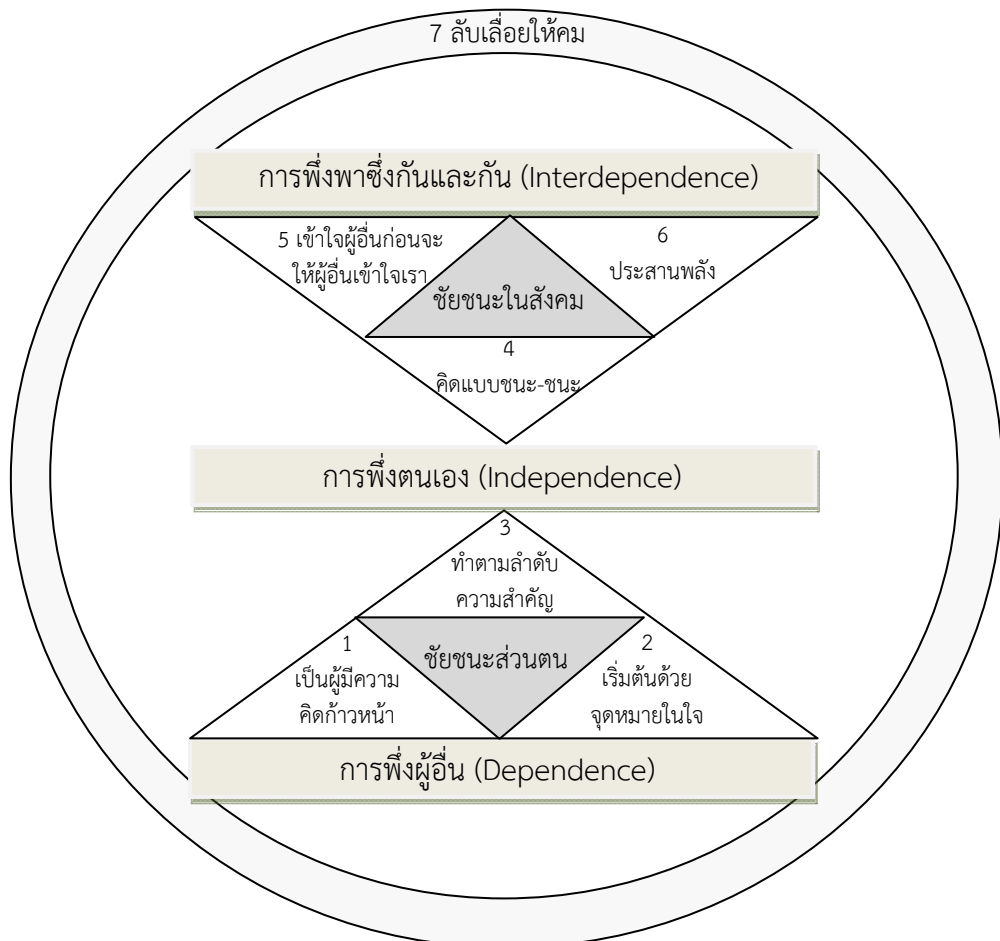 7 ลับเลื่อยให้คม
การพึ่งพาซึ่งกันและกัน (Interdependence)
5 เข้าใจผู้อื่นก่อนจะ
ให้ผู้อื่นเข้าใจเรา
6
ประสานพลัง
ชัยชนะในสังคม
4
คิดแบบชนะ-ชนะ
การพึ่งตนเอง (Independence)
3
ทำตามลำดับ
ความสำคัญ
ชัยชนะส่วนตน
1
เป็นผู้มีความ
คิดก้าวหน้า
2
เริ่มต้นด้วย
จุดหมายในใจ
การพึ่งผู้อื่น (Dependence)